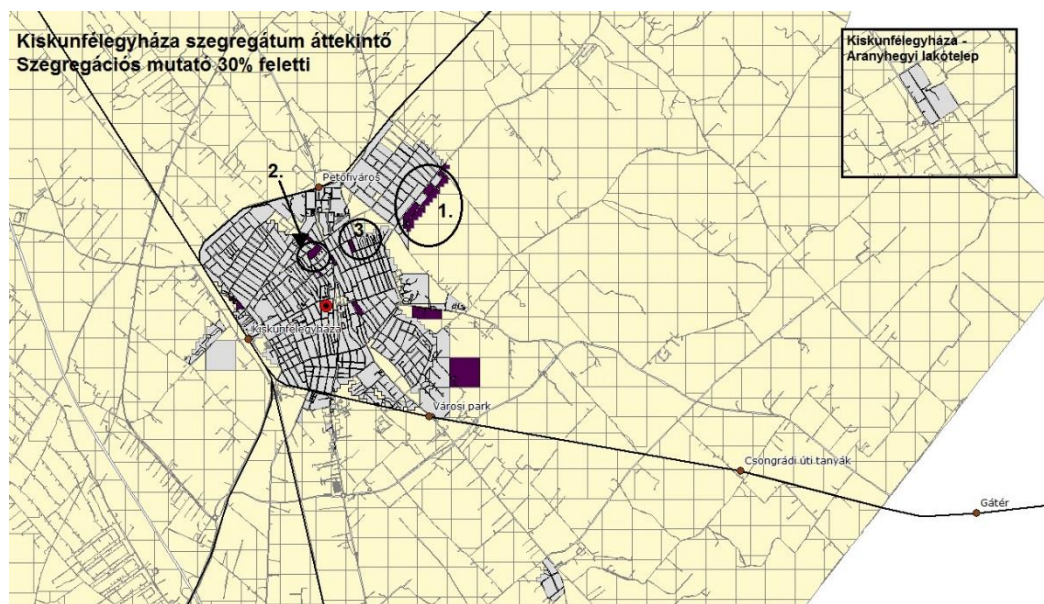 Kiskunfélegyháza szegregátum áttekintő
Szegregációs mutató 30% feletti
Kiskunfélegyháza -
Aranyhegyi lakótelep
2.
Petőfiváros
1.
3.
Kiskunfélegyháza
Városi park
Csongrádi úti tanyák
Gátér